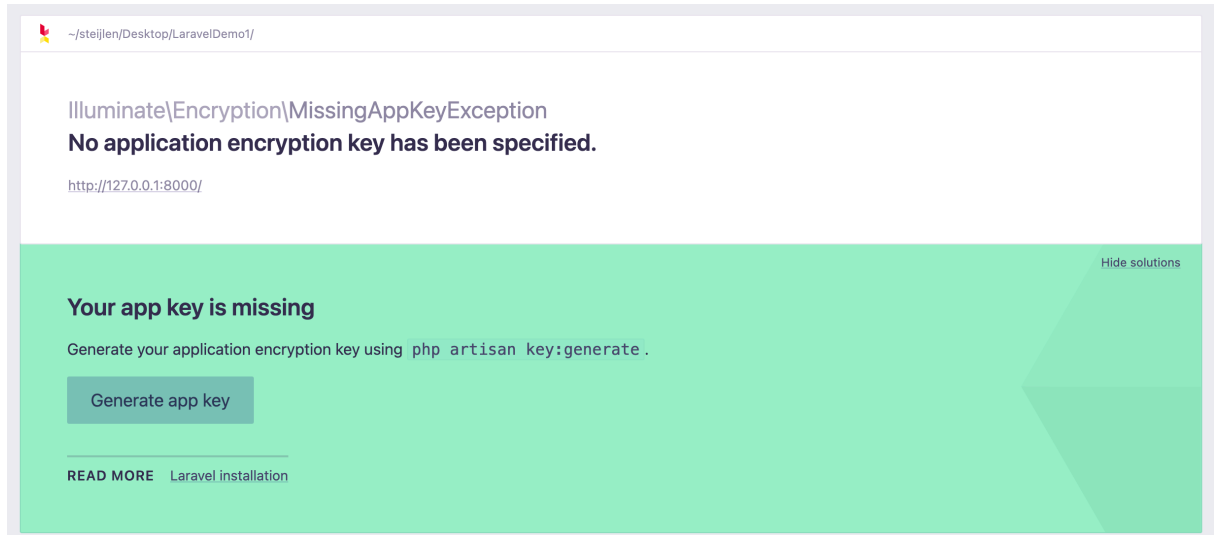 ~/steijlen/Desktop/LaravelDemo1/
Illuminate\Encryption\MissingAppKeyException
No application encryption key has been specified.
http://127.0.0.1:8000/
Hide solutions
Your app key is missing
Generate your application encryption key using php artisan key:generate.
Generate app key
READ MORE Laravel installation